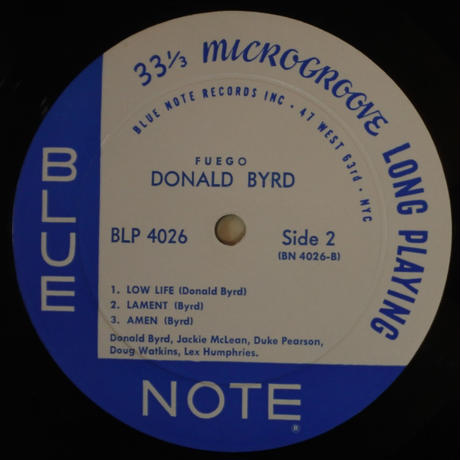 33⅓ MICROGROOVE LONG PLAYING
BLUE NOTE RECORDS INC • 47 WEST 63rd • NYC
FUEGO
DONALD BYRD
BLP 4026
Side 2
(BN 4026-B)
1. LOW LIFE (Donald Byrd)
2. LAMENT (Byrd)
3. AMEN (Byrd)
Donald Byrd, Jackie McLean, Duke Pearson,
Doug Watkins, Lex Humphries.
BLUE
NOTE
®